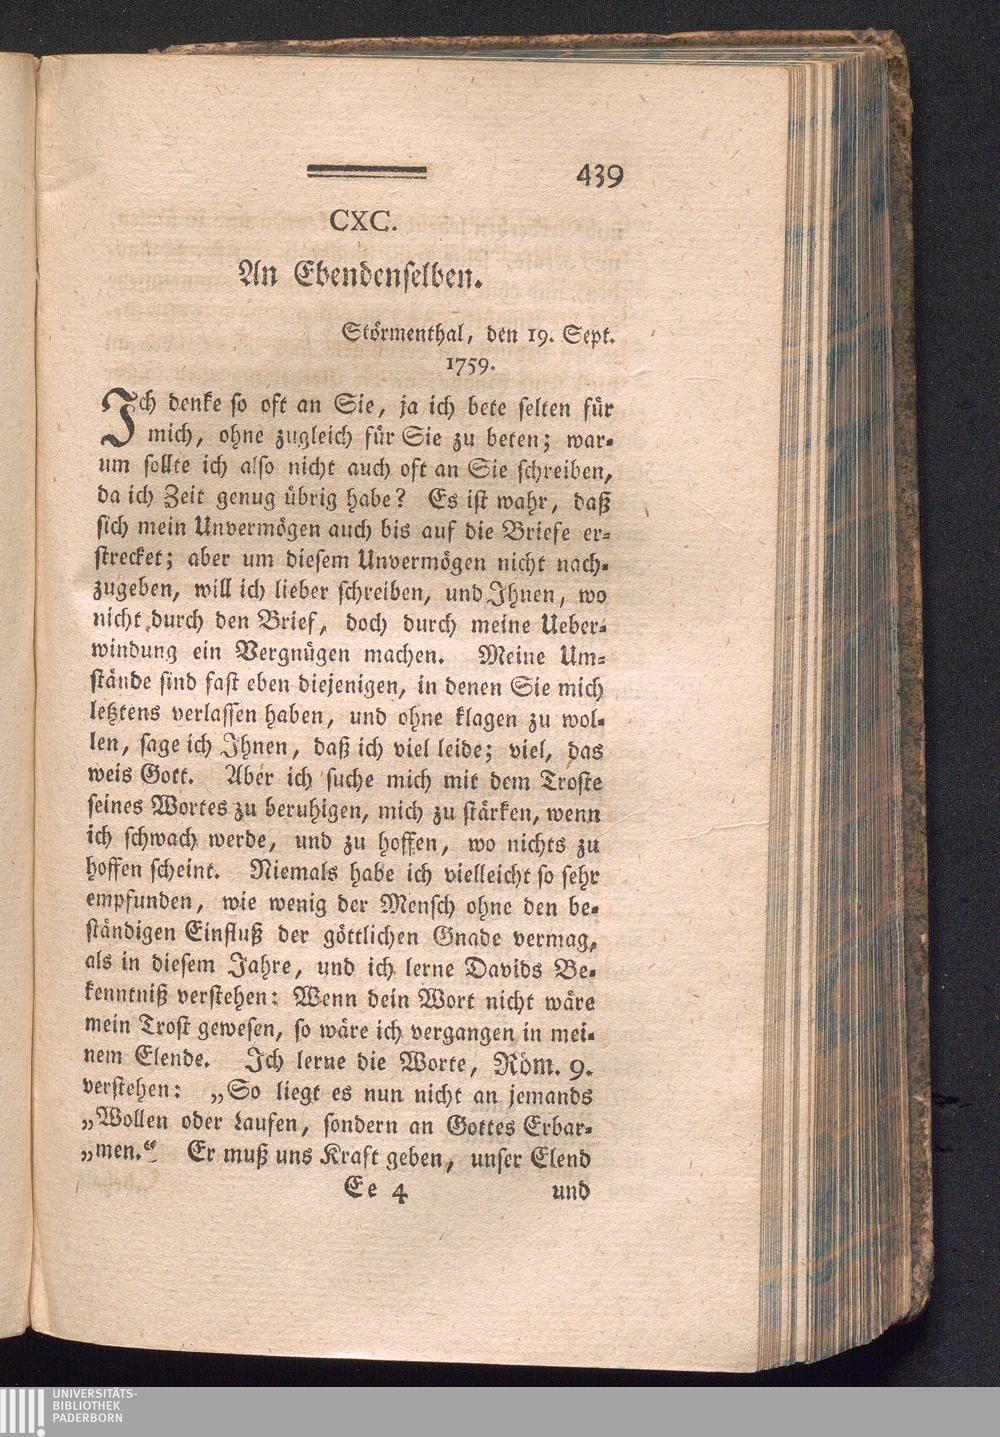 439
CXC.
An Ebendenselben.
Störmenthal, den 19. Sept.
1759.
Ich denke so oft an Sie, ja ich bete selten für
mich, ohne zugleich für Sie zu beten; war-
um sollte ich also nicht auch oft an Sie schreiben,
da ich Zeit genug übrig habe? Es ist wahr, daß
sich mein Unvermögen auch bis auf die Briefe er-
strecket; aber um diesem Unvermögen nicht nach-
zugeben, will ich lieber schreiben, und Ihnen, wo
nicht durch den Brief, doch durch meine Ueber-
windung ein Vergnügen machen. Meine Um-
stände sind fast eben diejenigen, in denen Sie mich
letztens verlassen haben, und ohne klagen zu wol-
len, sage ich Ihnen, daß ich viel leide; viel, das
weis Gott. Aber ich suche mich mit dem Troste
seines Wortes zu beruhigen, mich zu stärken, wenn
ich schwach werde, und zu hoffen, wo nichts zu
hoffen scheint. Niemals habe ich vielleicht so sehr
empfunden, wie wenig der Mensch ohne den be-
ständigen Einfluß der göttlichen Gnade vermag,
als in diesem Jahre, und ich lerne Davids Be-
kenntniß verstehen: Wenn dein Wort nicht wäre
mein Trost gewesen, so wäre ich vergangen in mei-
nem Elende. Ich lerne die Worte, Röm. 9.
verstehen: „So liegt es nun nicht an jemands
„Wollen oder Laufen, sondern an Gottes Erbar-
„men.“ Er muß uns Kraft geben, unser Elend
Ee 4 und
UNIVERSITÄTS-
BIBLIOTHEK
PADERBORN